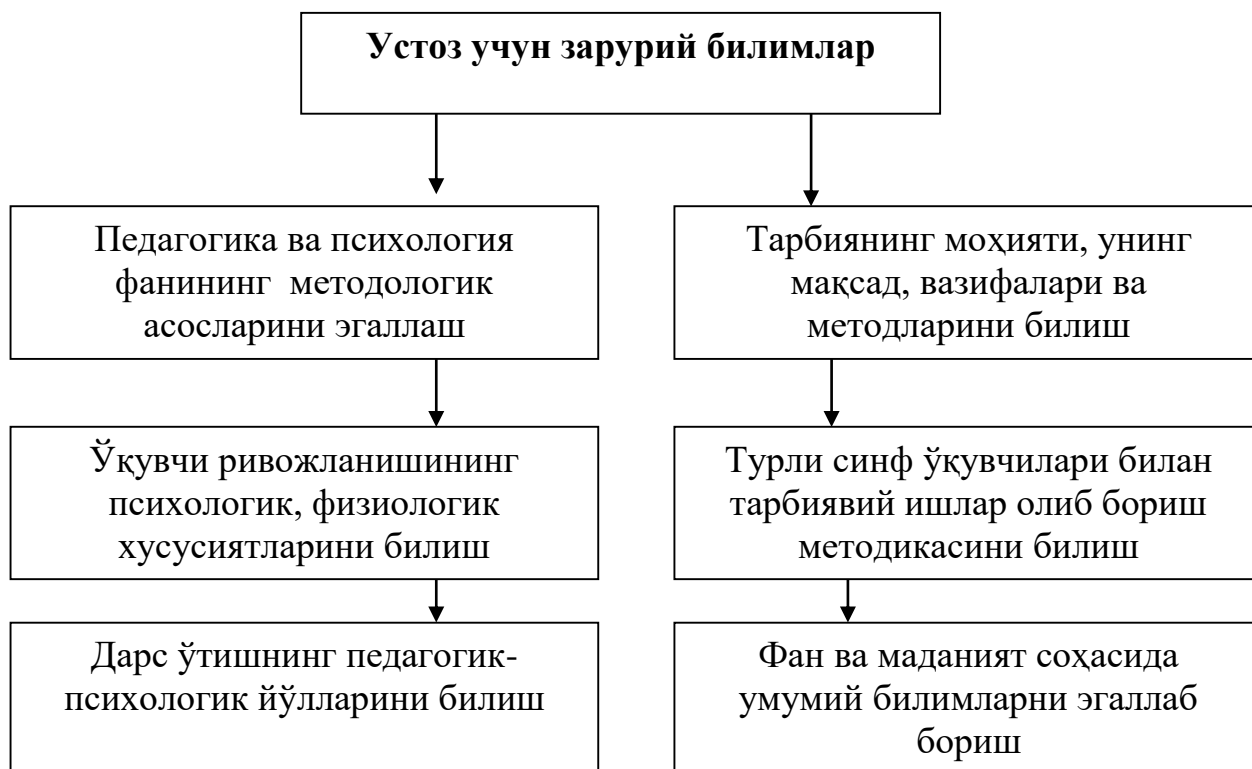 Устоз учун зарурий билимлар
Педагогика ва психология
фанининг методологик
асосларини эгаллаш
Тарбиянинг моҳияти, унинг
мақсад, вазифалари ва
методларини билиш
Ўқувчи ривожланишининг
психологик, физиологик
хусусиятларини билиш
Турли синф ўқувчилари билан
тарбиявий ишлар олиб бориш
методикасини билиш
Дарс ўтишнинг педагогик-
психологик йўлларини билиш
Фан ва маданият соҳасида
умумий билимларни эгаллаб
бориш